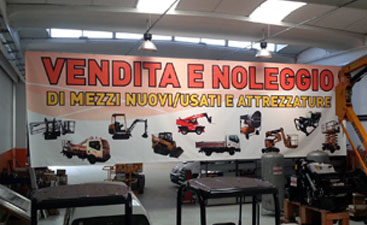 VENDITA E NOLEGGIO
DI MEZZI NUOVI/USATI E ATTREZZATURE